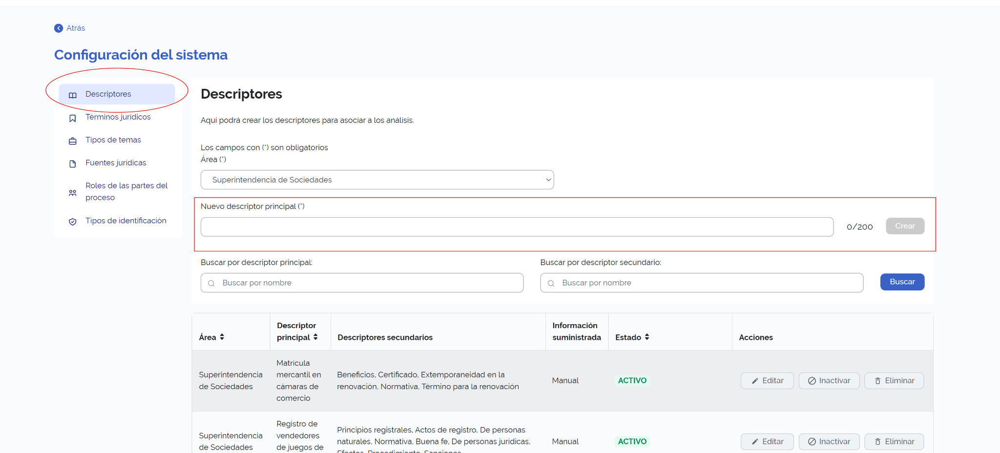 Atrás
Configuración del sistema
Descriptores
Términos jurídicos
Tipos de temas
Fuentes jurídicas
Roles de las partes del
proceso
Tipos de identificación
Descriptores
Aquí podrá crear los descriptores para asociar a los análisis.
Los campos con (*) son obligatorios
Área (*)
Superintendencia de Sociedades
Nuevo descriptor principal (*)
0/200 Crear
Buscar por descriptor principal: Buscar por descriptor secundario:
Buscar por nombre Buscar por nombre Buscar
Área Descriptor principal Descriptores secundarios Información suministrada Estado Acciones
Superintendencia
de Sociedades
Matrícula
mercantil en
cámaras de
comercio
Beneficios, Certificado, Extemporaneidad en la
renovación, Normativa, Término para la renovación
Manual ACTIVO Editar Inactivar Eliminar
Superintendencia
de Sociedades
Registro de
vendedores
de juegos de
Principios registrales, Actos de registro, De personas
naturales, Normativa, Buena fe, De personas jurídicas,
Efectos, Procedimiento, Sanciones
Manual ACTIVO Editar Inactivar Eliminar